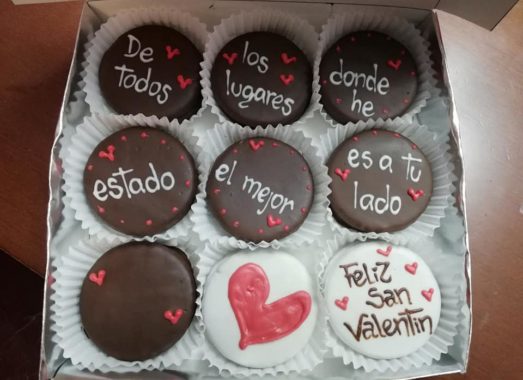 De
todos
los
lugares
donde
he
estado
el mejor
es a tu
lado
Feliz
San
Valentin